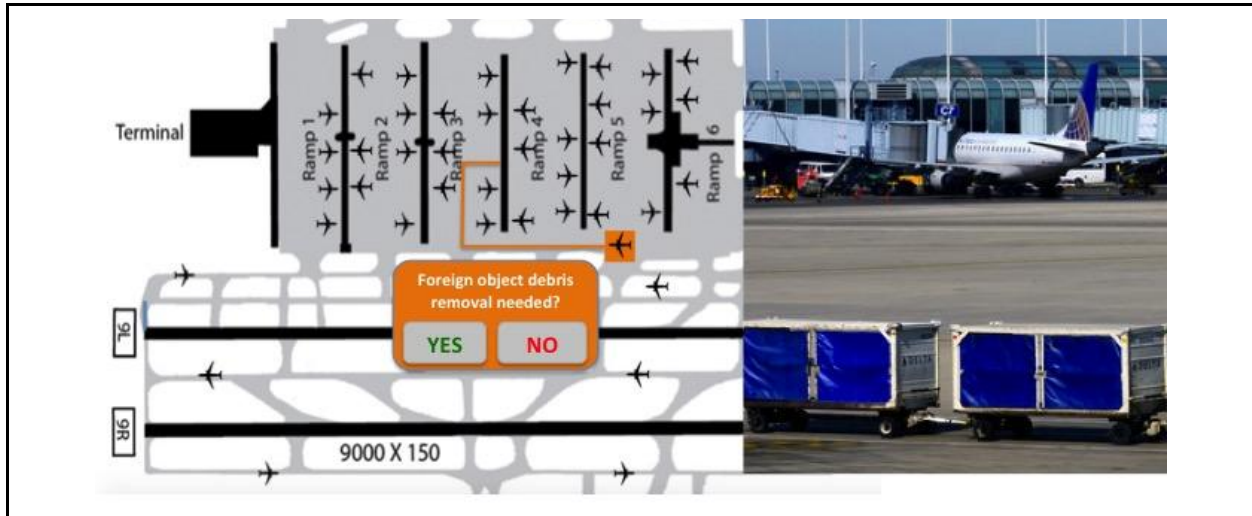 Terminal
Ramp 1
Ramp 2
Ramp 3
Ramp 4
Ramp 5
Ramp 6
Foreign object debris
removal needed?
YES
NO
9L
9R
9000 X 150
C7
DELTA